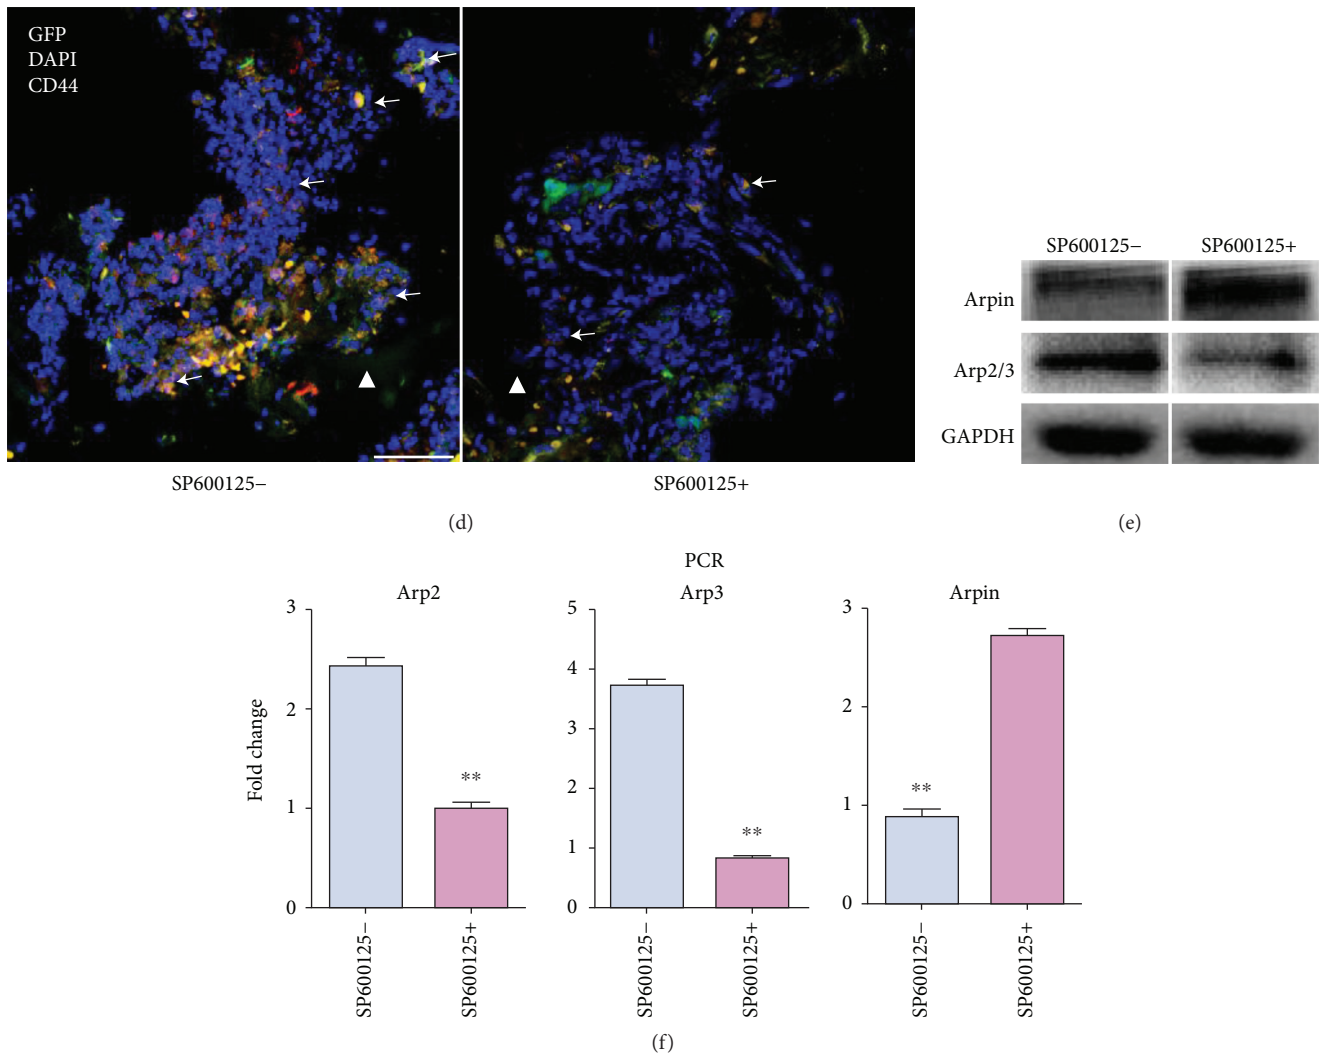 GFP
DAPI
CD44
SP600125−
SP600125+
(d)
SP600125− SP600125+
Arpin
Arp2/3
GAPDH
(e)
PCR
Arp2
Fold change
3
2
1
0
**
SP600125−
SP600125+
Arp3
5
4
3
2
1
0
**
SP600125−
SP600125+
Arpin
3
2
1
0
**
SP600125−
SP600125+
(f)